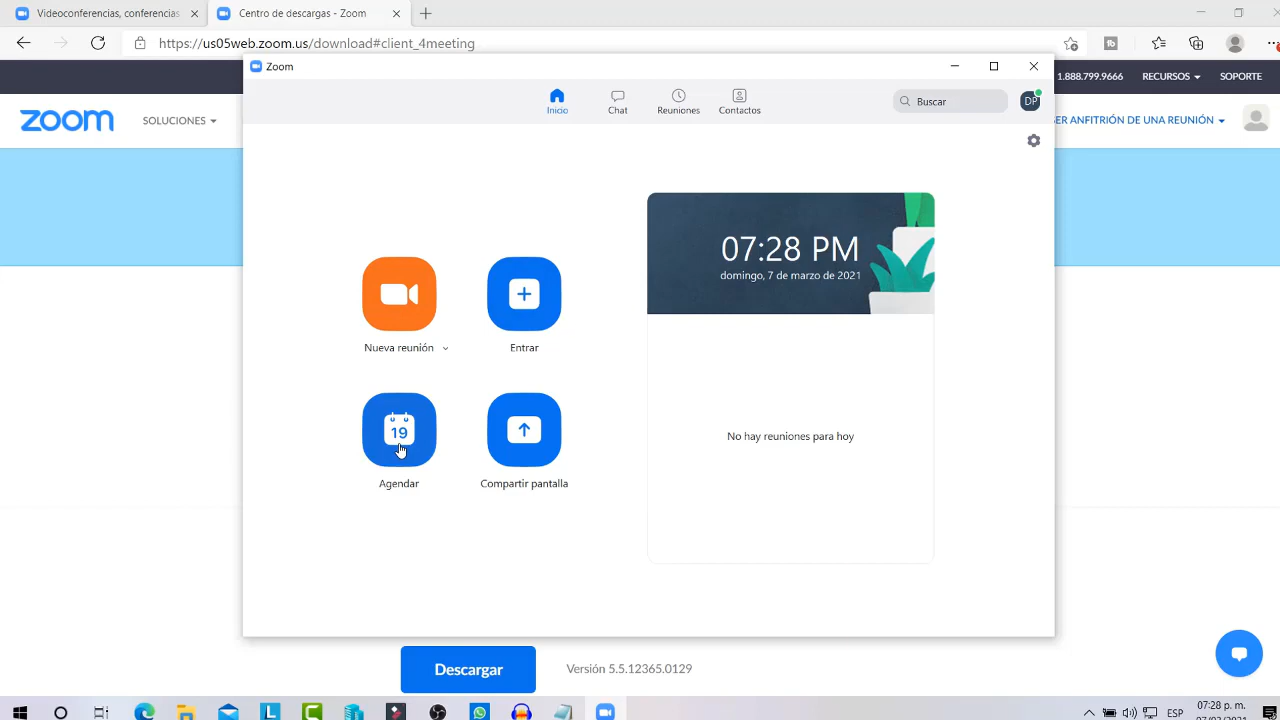 Videoconferencias, conferencias
Centro de descargas - Zoom
https://us05web.zoom.us/download#client_4meeting
Zoom
1.888.799.9666
RECURSOS
SOPORTE
Inicio
Chat
Reuniones
Contactos
Buscar
DP
zoom
SOLUCIONES
SER ANFITRIÓN DE UNA REUNIÓN
07:28 PM
domingo, 7 de marzo de 2021
Nueva reunión
Entrar
19
Agendar
Compartir pantalla
No hay reuniones para hoy
Descargar
Versión 5.5.12365.0129
ESP
07:28 p. m.